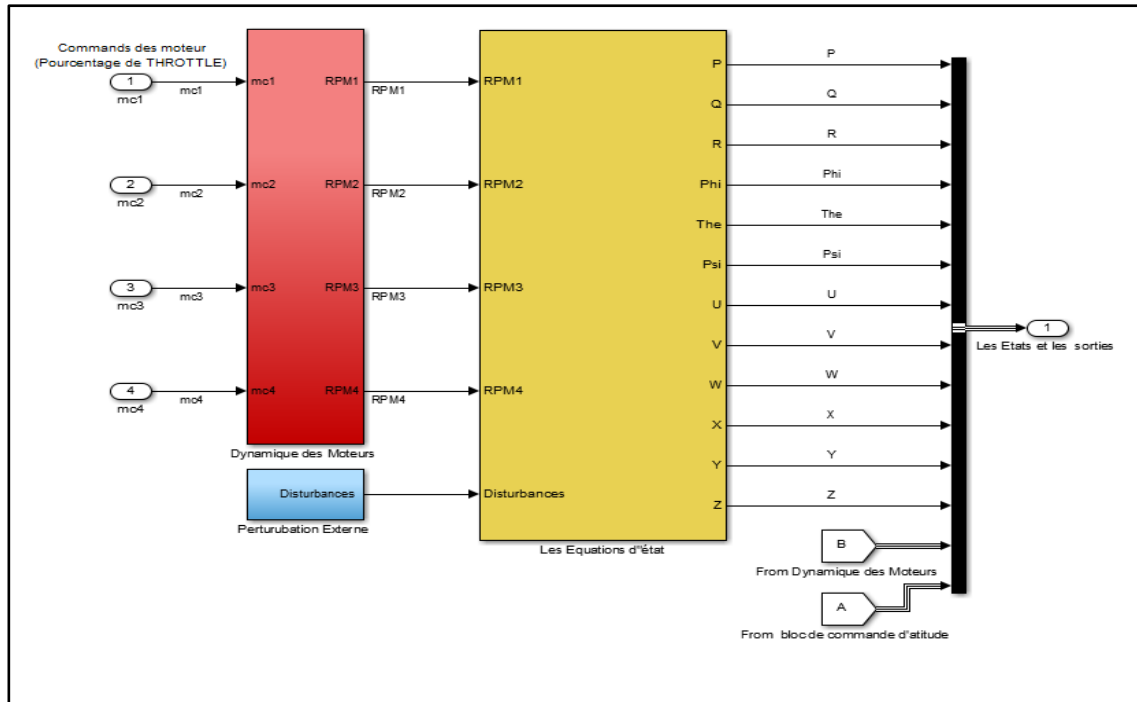 Commands des moteur
(Pourcentage de THROTTLE)
1
mc1
mc1
mc1
RPM1
RPM1
RPM1
2
mc2
mc2
mc2
RPM2
RPM2
RPM2
3
mc3
mc3
mc3
RPM3
RPM3
RPM3
4
mc4
mc4
mc4
RPM4
RPM4
RPM4
Dynamique des Moteurs
Disturbances
Disturbances
Perturubation Externe
Les Equations d''état
P
P
Q
Q
R
R
Phi
Phi
The
The
Psi
Psi
U
U
V
V
W
W
X
X
Y
Y
Z
Z
1
Les Etats et les sorties
B
From Dynamique des Moteurs
A
From bloc de commande d'atitude